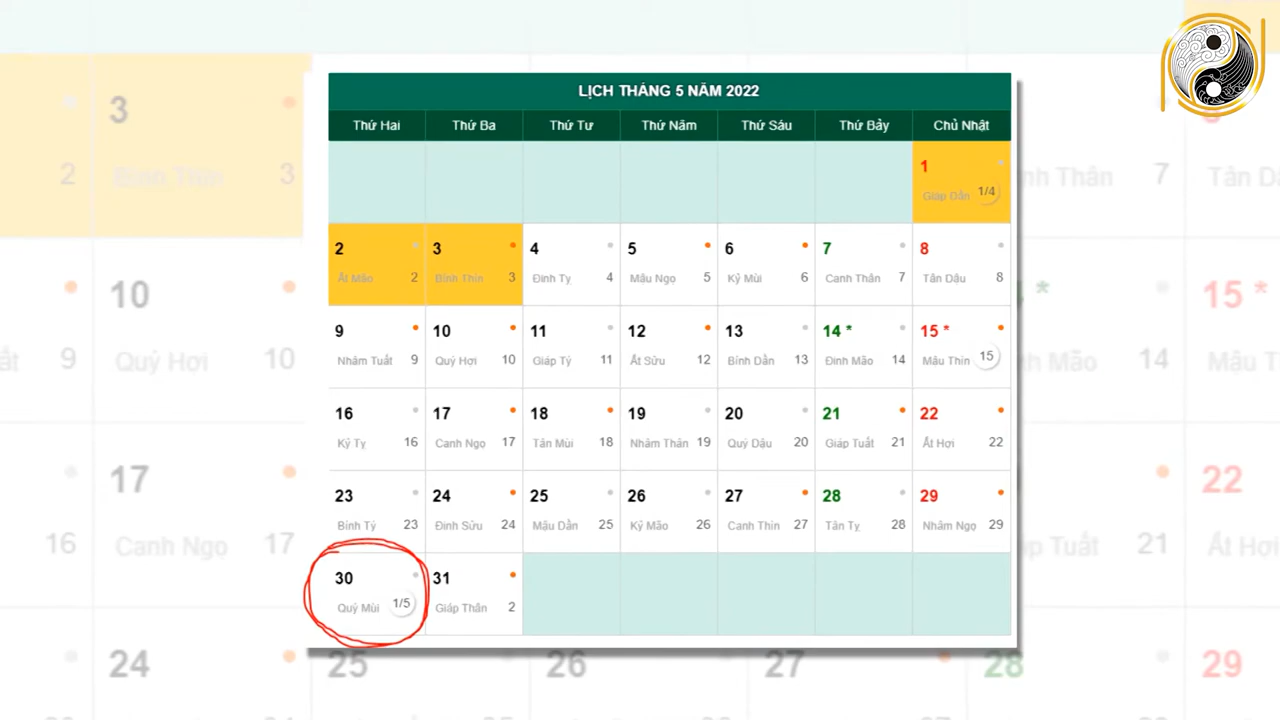 LỊCH THÁNG 5 NĂM 2022
Thứ Hai Thứ Ba Thứ Tư Thứ Năm Thứ Sáu Thứ Bảy Chủ Nhật
1
Giáp Dần 1/4
2 3 4 5 6 7 8
Ất Mão 2 Bính Thìn 3 Đinh Tỵ 4 Mậu Ngọ 5 Kỷ Mùi 6 Canh Thân 7 Tân Dậu 8
9 10 11 12 13 14 * 15 *
Nhâm Tuất 9 Quý Hợi 10 Giáp Tý 11 Ất Sửu 12 Bính Dần 13 Đinh Mão 14 Mậu Thìn 15
16 17 18 19 20 21 22
Kỷ Tỵ 16 Canh Ngọ 17 Tân Mùi 18 Nhâm Thân 19 Quý Dậu 20 Giáp Tuất 21 Ất Hợi 22
23 24 25 26 27 28 29
Bính Tý 23 Đinh Sửu 24 Mậu Dần 25 Kỷ Mão 26 Canh Thìn 27 Tân Tỵ 28 Nhâm Ngọ 29
30 31
Quý Mùi 1/5 Giáp Thân 2